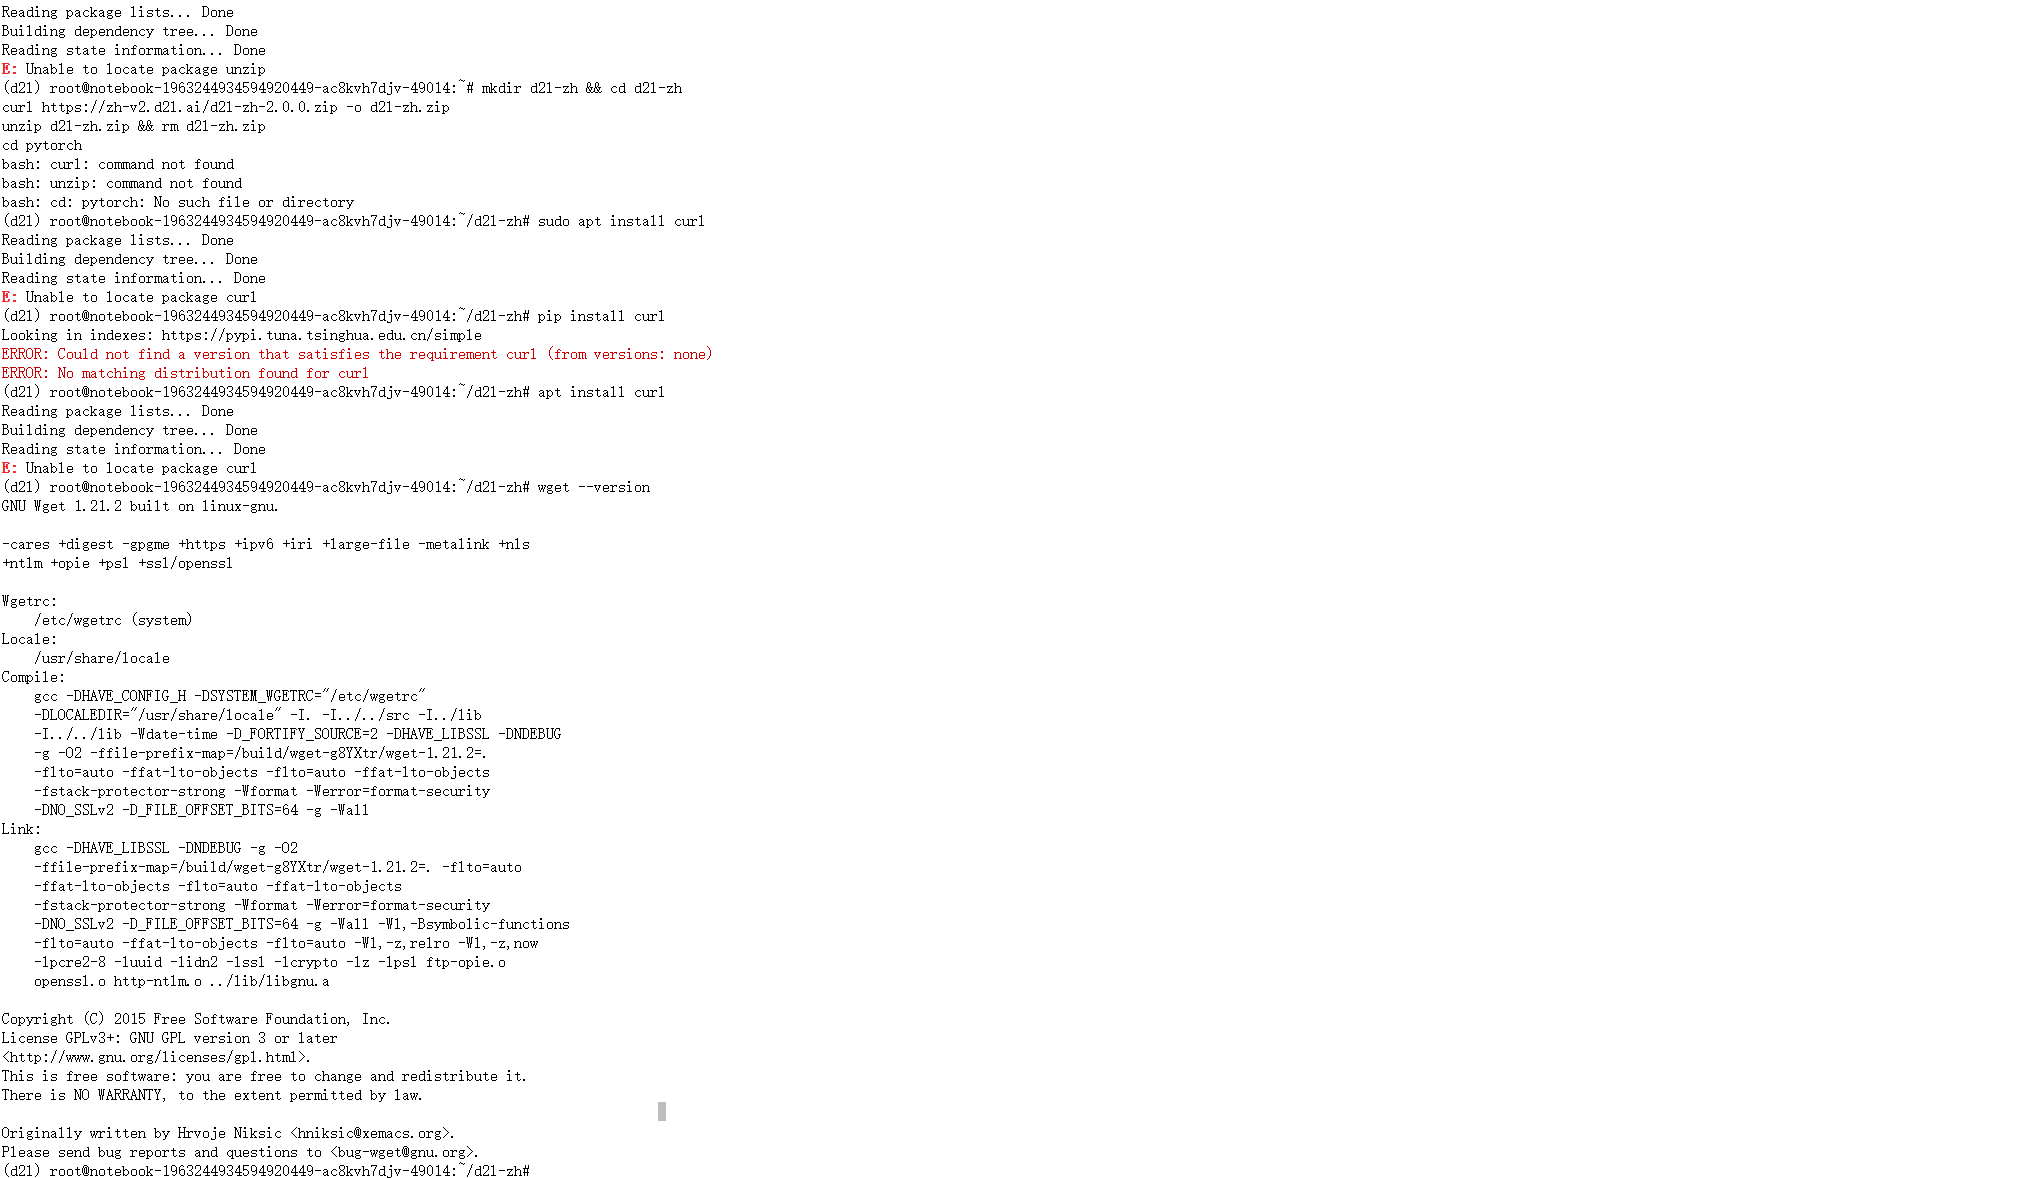 Reading package lists... Done
Building dependency tree... Done
Reading state information... Done
E: Unable to locate package unzip
(d2l) root@notebook-1963244934594920449-ac8kvh7djv-49014:~# mkdir d2l-zh && cd d2l-zh
curl https://zh-v2.d2l.ai/d2l-zh-2.0.0.zip -o d2l-zh.zip
unzip d2l-zh.zip && rm d2l-zh.zip
cd pytorch
bash: curl: command not found
bash: unzip: command not found
bash: cd: pytorch: No such file or directory
(d2l) root@notebook-1963244934594920449-ac8kvh7djv-49014:~/d2l-zh# sudo apt install curl
Reading package lists... Done
Building dependency tree... Done
Reading state information... Done
E: Unable to locate package curl
(d2l) root@notebook-1963244934594920449-ac8kvh7djv-49014:~/d2l-zh# pip install curl
Looking in indexes: https://pypi.tuna.tsinghua.edu.cn/simple
ERROR: Could not find a version that satisfies the requirement curl (from versions: none)
ERROR: No matching distribution found for curl
(d2l) root@notebook-1963244934594920449-ac8kvh7djv-49014:~/d2l-zh# apt install curl
Reading package lists... Done
Building dependency tree... Done
Reading state information... Done
E: Unable to locate package curl
(d2l) root@notebook-1963244934594920449-ac8kvh7djv-49014:~/d2l-zh# wget --version
GNU Wget 1.21.2 built on linux-gnu.
-cares +digest -gpgme +https +ipv6 +iri +large-file -metalink +nls
+ntlm +opie +psl +ssl/openssl
Wgetrc:
/etc/wgetrc (system)
Locale:
/usr/share/locale
Compile:
gcc -DHAVE_CONFIG_H -DSYSTEM_WGETRC="/etc/wgetrc"
-DLOCALEDIR="/usr/share/locale" -I. -I../../src -I../lib
-I../../lib -Wdate-time -D_FORTIFY_SOURCE=2 -DHAVE_LIBSSL -DNDEBUG
-g -O2 -ffile-prefix-map=/build/wget-g8YXtr/wget-1.21.2=.
-flto=auto -ffat-lto-objects -flto=auto -ffat-lto-objects
-fstack-protector-strong -Wformat -Werror=format-security
-DNO_SSLv2 -D_FILE_OFFSET_BITS=64 -g -Wall
Link:
gcc -DHAVE_LIBSSL -DNDEBUG -g -O2
-ffile-prefix-map=/build/wget-g8YXtr/wget-1.21.2=. -flto=auto
-ffat-lto-objects -flto=auto -ffat-lto-objects
-fstack-protector-strong -Wformat -Werror=format-security
-DNO_SSLv2 -D_FILE_OFFSET_BITS=64 -g -Wall -Wl,-Bsymbolic-functions
-flto=auto -ffat-lto-objects -flto=auto -Wl,-z,relro -Wl,-z,now
-lpcre2-8 -luuid -lidn2 -lssl -lcrypto -lz -lpsl ftp-opie.o
openssl.o http-ntlm.o ../lib/libgnu.a
Copyright (C) 2015 Free Software Foundation, Inc.
License GPLv3+: GNU GPL version 3 or later
<http://www.gnu.org/licenses/gpl.html>.
This is free software: you are free to change and redistribute it.
There is NO WARRANTY, to the extent permitted by law.
Originally written by Hrvoje Niksic <hniksic@xemacs.org>.
Please send bug reports and questions to <bug-wget@gnu.org>.
(d2l) root@notebook-1963244934594920449-ac8kvh7djv-49014:~/d2l-zh#